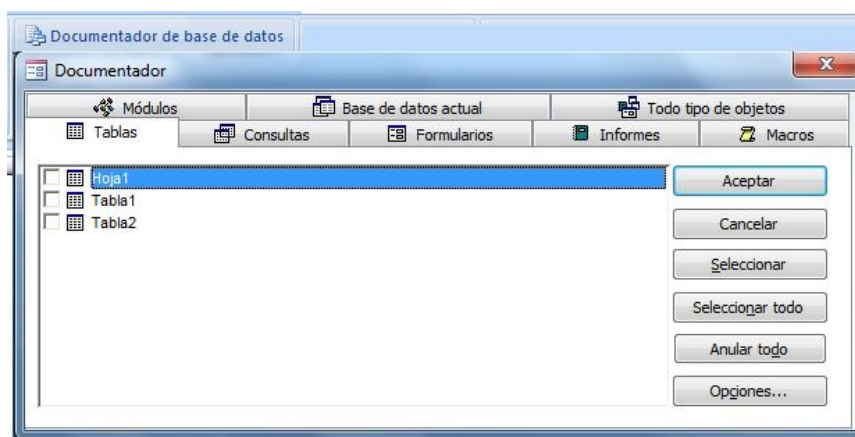 Documentador de base de datos
Documentador
Módulos Base de datos actual Todo tipo de objetos
Tablas Consultas Formularios Informes Macros
Hoja1
Tabla1
Tabla2
Aceptar
Cancelar
Seleccionar
Seleccionar todo
Anular todo
Opciones...